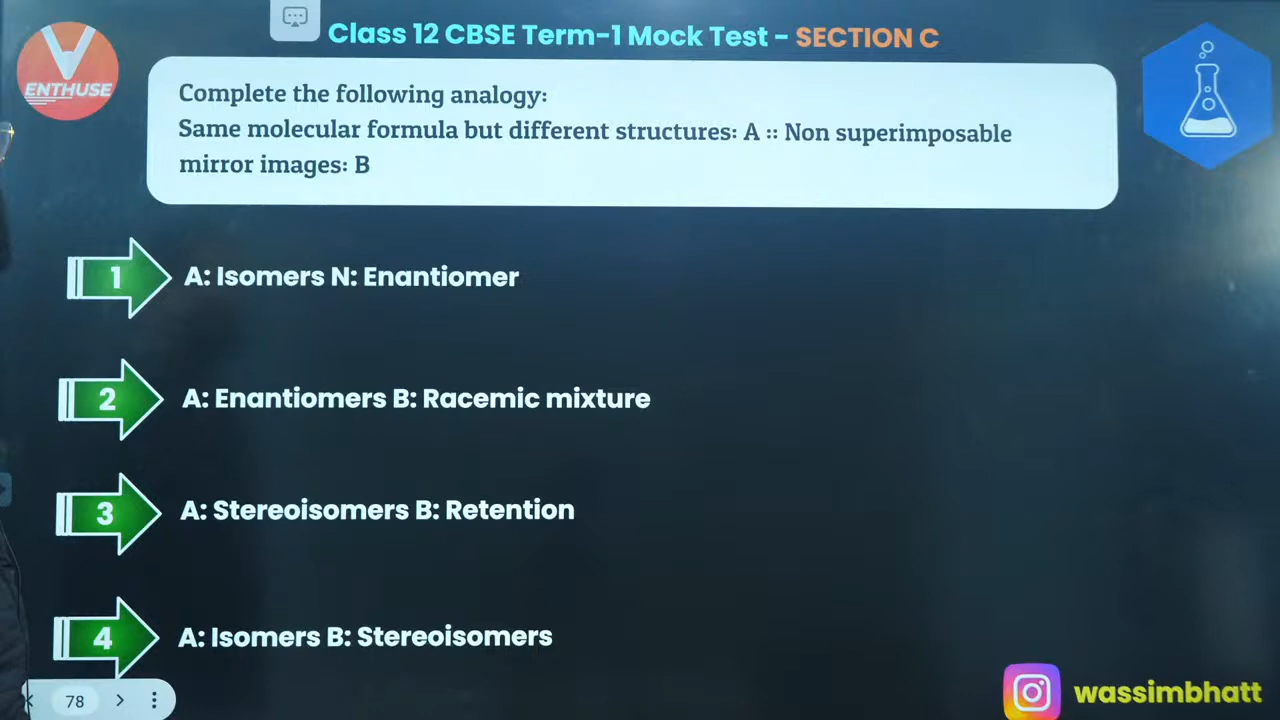 Class 12 CBSE Term-1 Mock Test - SECTION C
V
ENTHUSE
Complete the following analogy:
Same molecular formula but different structures: A :: Non superimposable
mirror images: B
1
A: Isomers N: Enantiomer
2
A: Enantiomers B: Racemic mixture
3
A: Stereoisomers B: Retention
4
A: Isomers B: Stereoisomers
78
wassimbhatt